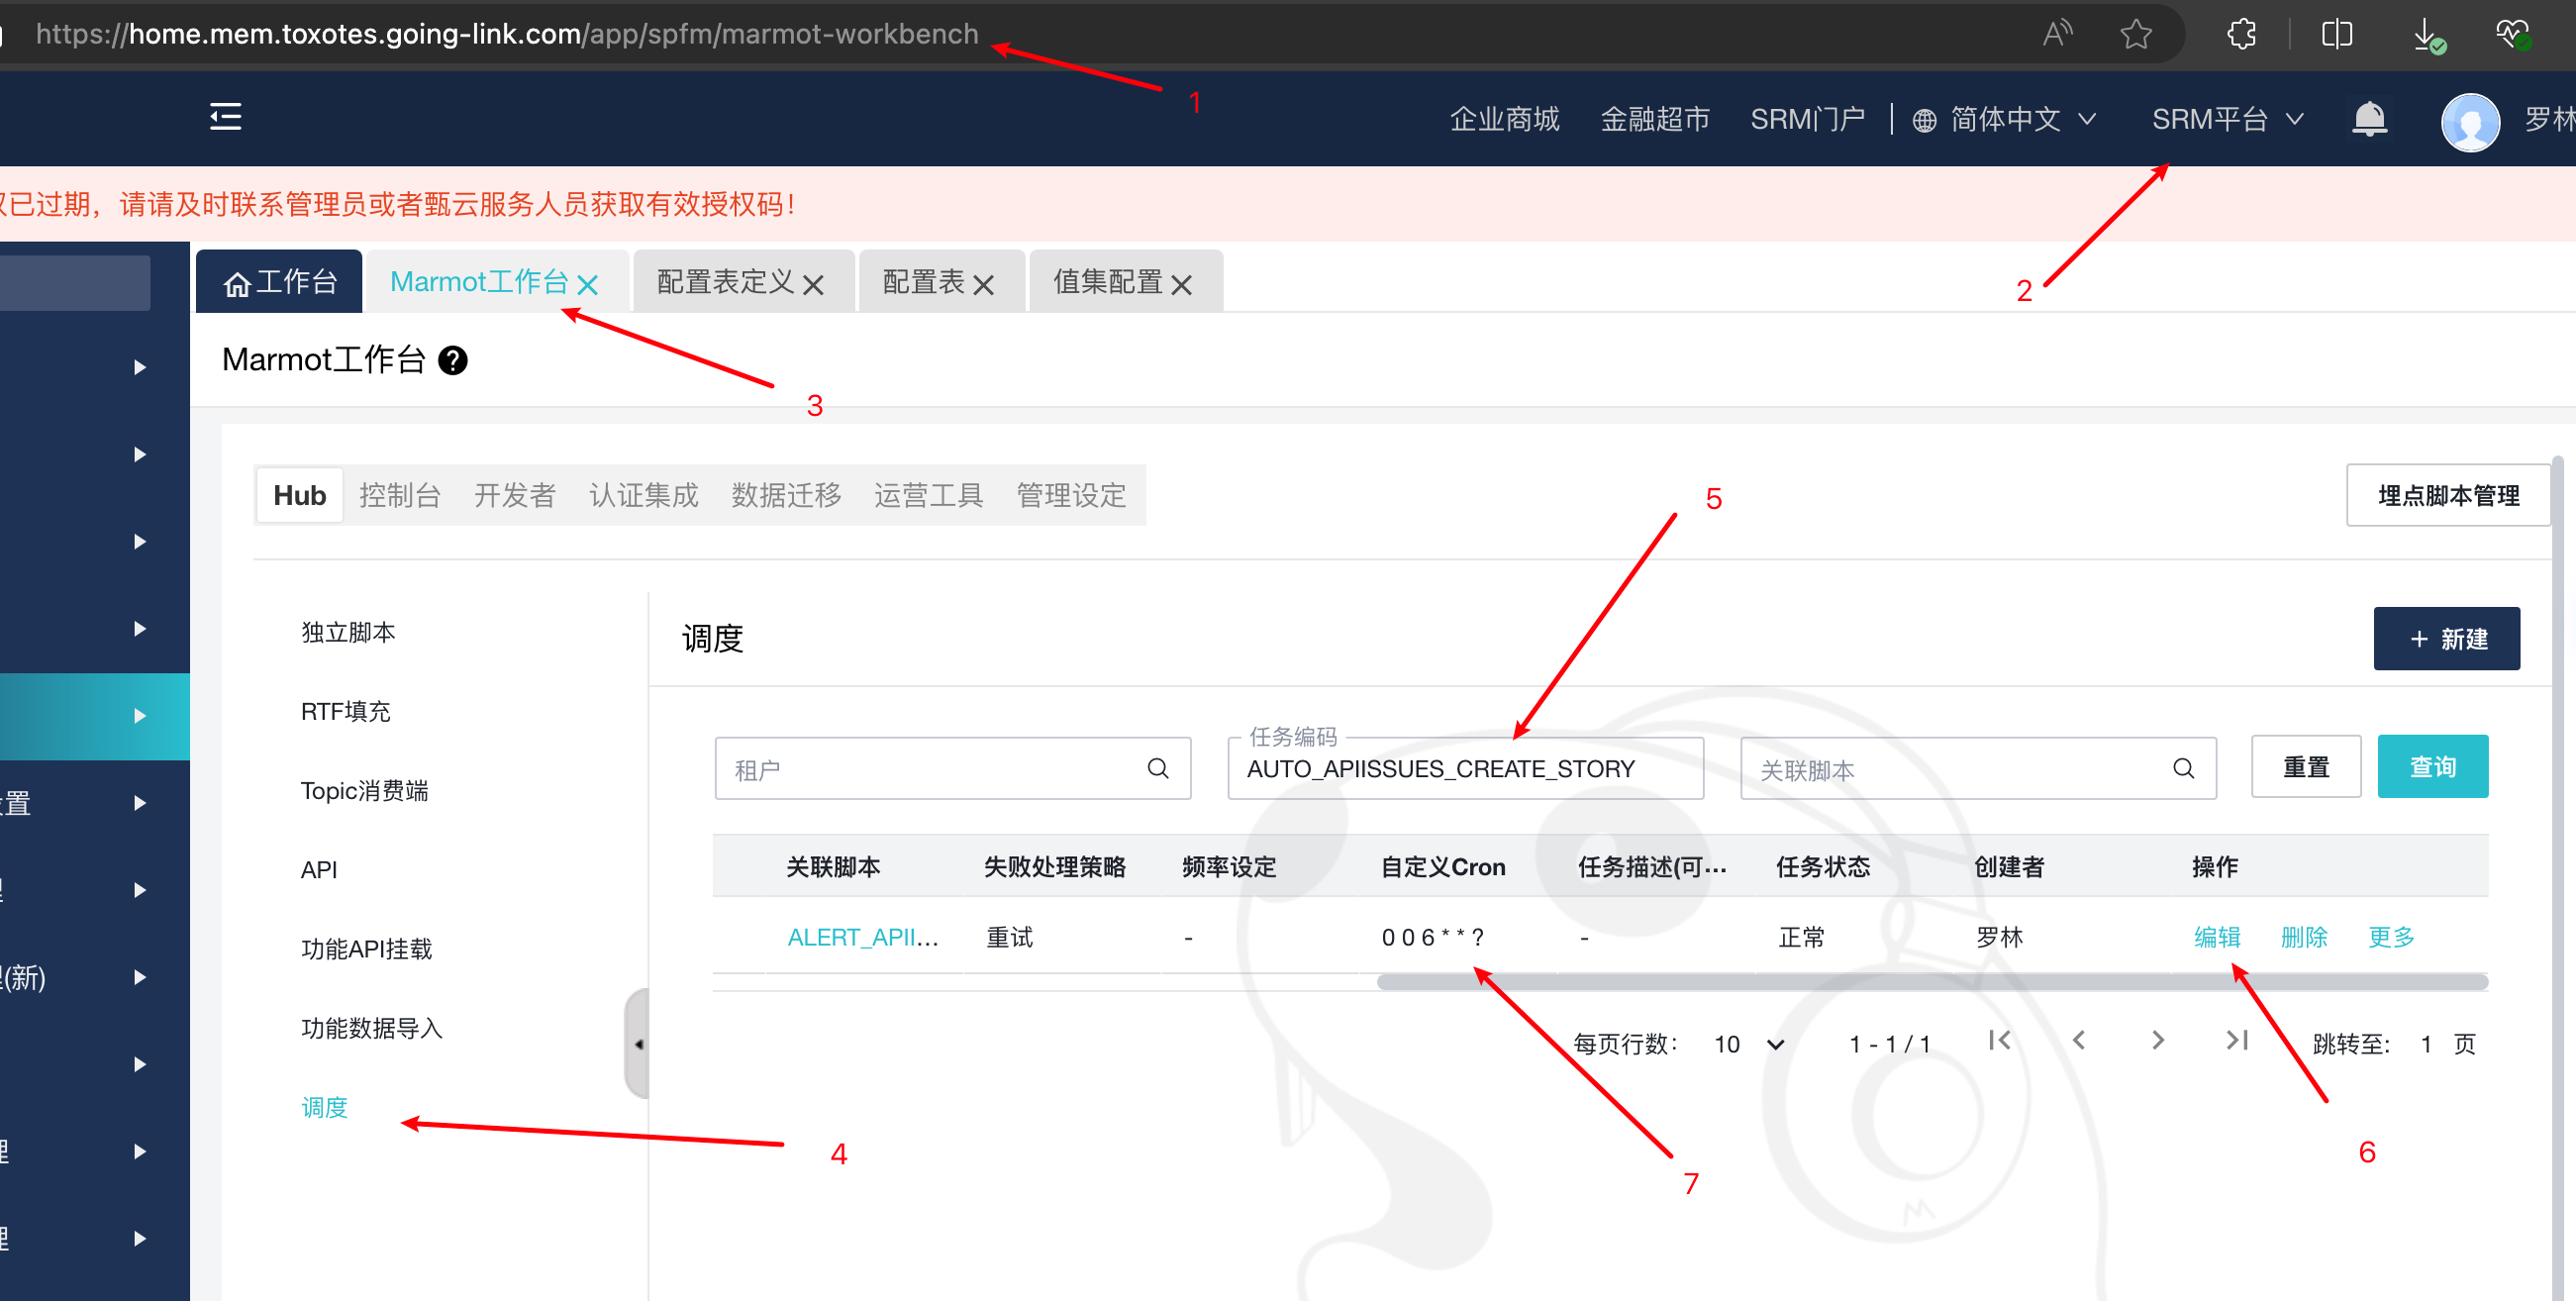 https://home.mem.toxotes.going-link.com/app/spfm/marmot-workbench
1
企业商城 金融超市 SRM门户 简体中文 SRM平台 罗林
已过期，请请及时联系管理员或者甄云服务人员获取有效授权码！
2
工作台 Marmot工作台 配置表定义 配置表 值集配置
Marmot工作台
3
Hub 控制台 开发者 认证集成 数据迁移 运营工具 管理设定
埋点脚本管理
5
独立脚本
RTF填充
Topic消费端
API
功能API挂载
功能数据导入
调度
4
置
(新)
理
理
调度
+ 新建
租户
任务编码
AUTO_APIISSUES_CREATE_STORY
关联脚本
重置 查询
关联脚本 失败处理策略 频率设定 自定义Cron 任务描述(可··· 任务状态 创建者 操作
ALERT_APII... 重试 - 0 0 6 * * ? - 正常 罗林 编辑 删除 更多
每页行数： 10 1 - 1 / 1 跳转至: 1 页
6
7